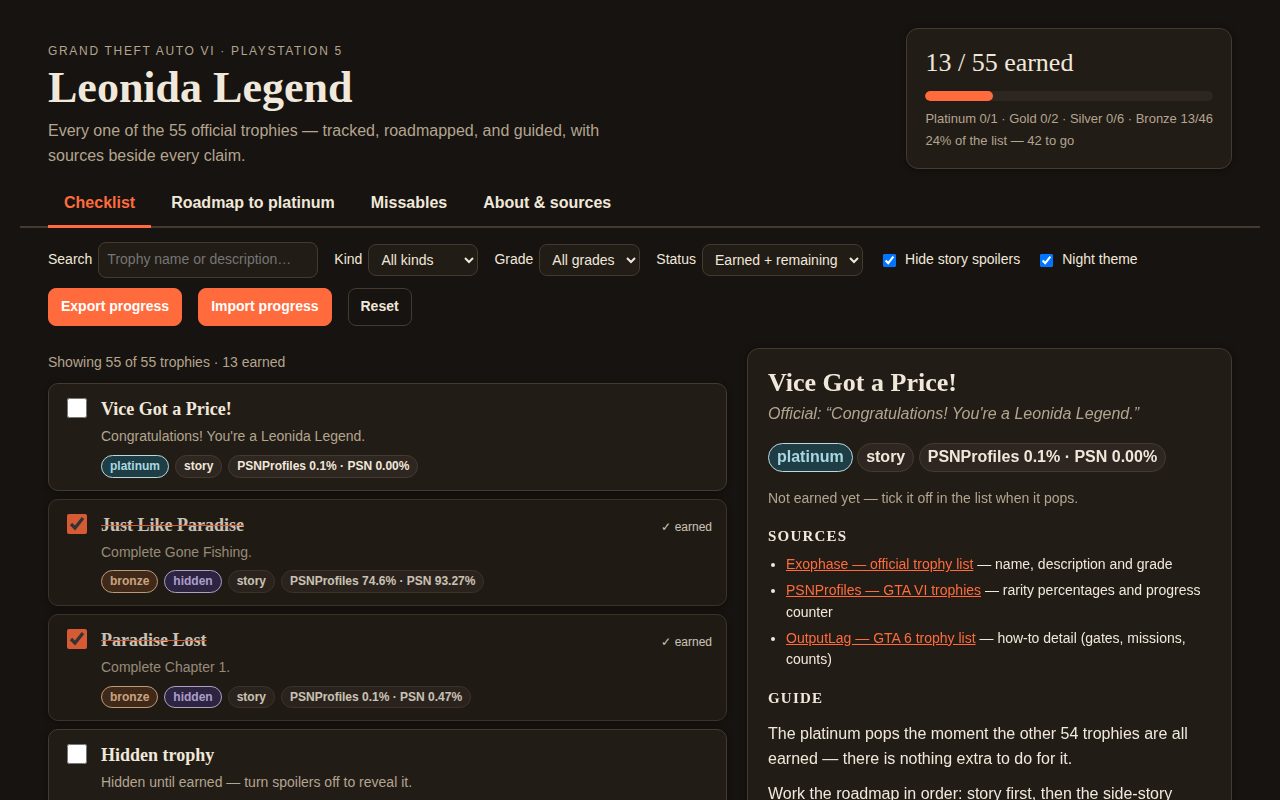 GRAND THEFT AUTO VI · PLAYSTATION 5
Leonida Legend
Every one of the 55 official trophies — tracked, roadmapped, and guided, with
sources beside every claim.
13 / 55 earned
Platinum 0/1 · Gold 0/2 · Silver 0/6 · Bronze 13/46
24% of the list — 42 to go
Checklist Roadmap to platinum Missables About & sources
Search Trophy name or description… Kind All kinds Grade All grades Status Earned + remaining Hide story spoilers Night theme
Export progress Import progress Reset
Showing 55 of 55 trophies · 13 earned
Vice Got a Price!
Congratulations! You're a Leonida Legend.
platinum story PSNProfiles 0.1% · PSN 0.00%
Just Like Paradise ✓ earned
Complete Gone Fishing.
bronze hidden story PSNProfiles 74.6% · PSN 93.27%
Paradise Lost ✓ earned
Complete Chapter 1.
bronze hidden story PSNProfiles 0.1% · PSN 0.47%
Hidden trophy
Hidden until earned — turn spoilers off to reveal it.
Vice Got a Price!
Official: “Congratulations! You're a Leonida Legend.”
platinum story PSNProfiles 0.1% · PSN 0.00%
Not earned yet — tick it off in the list when it pops.
SOURCES
• Exophase — official trophy list — name, description and grade
• PSNProfiles — GTA VI trophies — rarity percentages and progress
counter
• OutputLag — GTA 6 trophy list — how-to detail (gates, missions,
counts)
GUIDE
The platinum pops the moment the other 54 trophies are all
earned — there is nothing extra to do for it.
Work the roadmap in order: story first, then the side-story